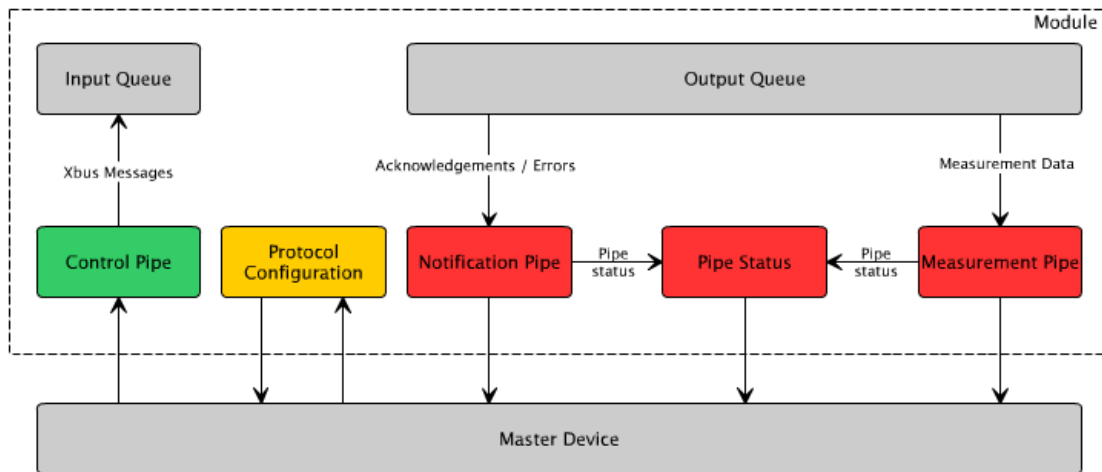 Module
Input Queue
Output Queue
Xbus Messages
Acknowledgements / Errors
Measurement Data
Control Pipe
Protocol
Configuration
Notification Pipe
Pipe
status
Pipe Status
Pipe
status
Measurement Pipe
Master Device